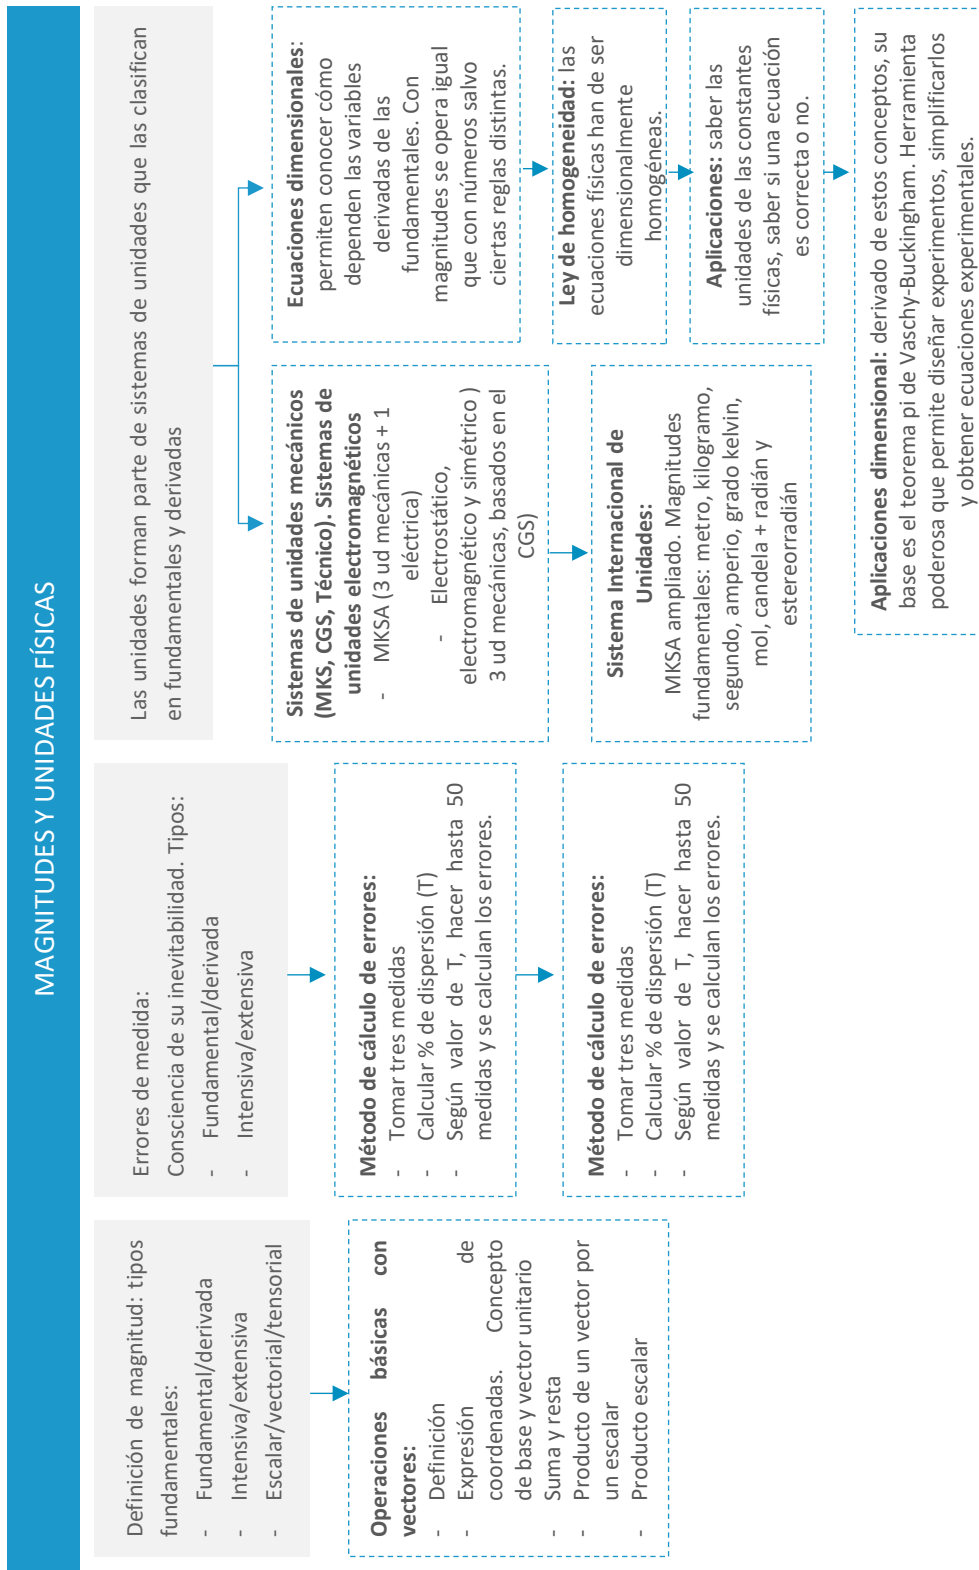 MAGNITUDES Y UNIDADES FÍSICAS
Definición de magnitud: tipos
fundamentales:
- Fundamental/derivada
- Intensiva/extensiva
- Escalar/vectorial/tensorial
Operaciones básicas con
vectores:
- Definición
- Expresión de
coordenadas. Concepto
de base y vector unitario
- Suma y resta
- Producto de un vector por
un escalar
- Producto escalar
Errores de medida:
Consciencia de su inevitabilidad. Tipos:
- Fundamental/derivada
- Intensiva/extensiva
Método de cálculo de errores:
- Tomar tres medidas
- Calcular % de dispersión (T)
- Según valor de T, hacer hasta 50
medidas y se calculan los errores.
Método de cálculo de errores:
- Tomar tres medidas
- Calcular % de dispersión (T)
- Según valor de T, hacer hasta 50
medidas y se calculan los errores.
Las unidades forman parte de sistemas de unidades que las clasifican
en fundamentales y derivadas
Sistemas de unidades mecánicos
(MKS, CGS, Técnico). Sistemas de
unidades electromagnéticos
- MKSA (3 ud mecánicas + 1
eléctrica)
- Electrostático,
electromagnético y simétrico )
3 ud mecánicas, basados en el
CGS)
Sistema Internacional de
Unidades:
MKSA ampliado. Magnitudes
fundamentales: metro, kilogramo,
segundo, amperio, grado kelvin,
mol, candela + radián y
estereorradián
Ecuaciones dimensionales:
permiten conocer cómo
dependen las variables
derivadas de las
fundamentales. Con
magnitudes se opera igual
que con números salvo
ciertas reglas distintas.
Ley de homogeneidad: las
ecuaciones físicas han de ser
dimensionalmente
homogéneas.
Aplicaciones: saber las
unidades de las constantes
físicas, saber si una ecuación
es correcta o no.
Aplicaciones dimensional: derivado de estos conceptos, su
base es el teorema pi de Vaschy-Buckingham. Herramienta
poderosa que permite diseñar experimentos, simplificarlos
y obtener ecuaciones experimentales.